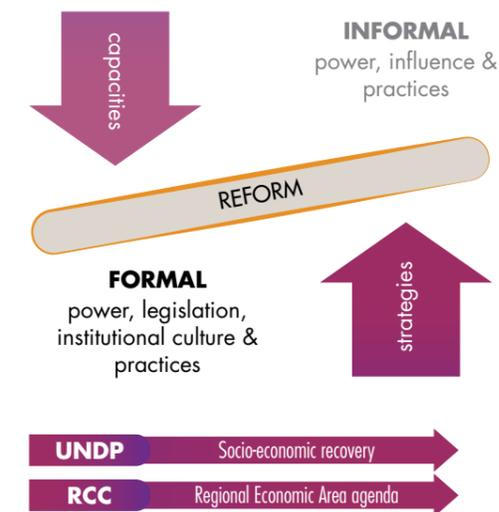 capacities
INFORMAL
power, influence &
practices
REFORM
FORMAL
power, legislation,
institutional culture &
practices
strategies
UNDP Socio-economic recovery
RCC Regional Economic Area agenda